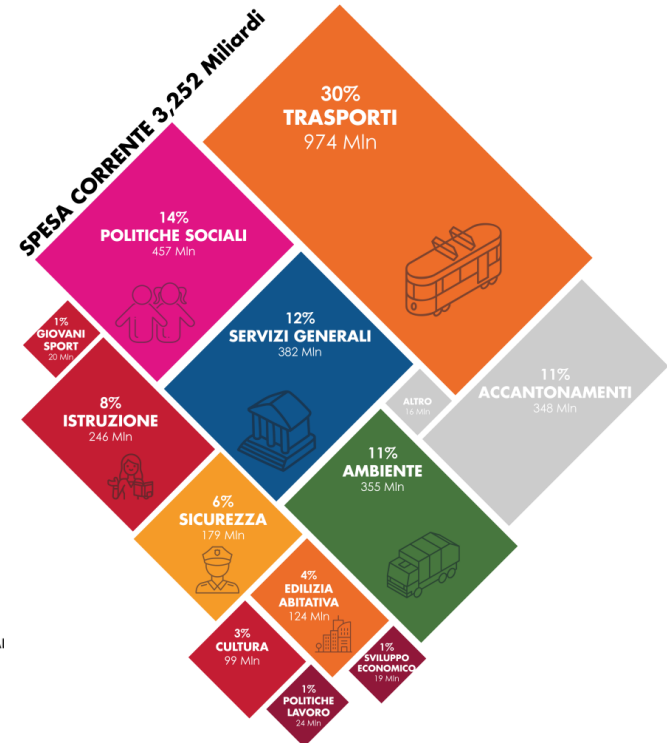 SPESA CORRENTE 3,252 Miliardi
30%
TRASPORTI
974 Mln
14%
POLITICHE SOCIALI
457 Mln
12%
SERVIZI GENERALI
382 Mln
1%
GIOVANI
SPORT
20 Mln
11%
ACCANTONAMENTI
348 Mln
ALTRO
16 Mln
8%
ISTRUZIONE
246 Mln
11%
AMBIENTE
355 Mln
6%
SICUREZZA
179 Mln
4%
EDILIZIA
ABITATIVA
124 Mln
3%
CULTURA
99 Mln
1%
SVILUPPO
ECONOMICO
19 Mln
1%
POLITICHE
LAVORO
24 Mln